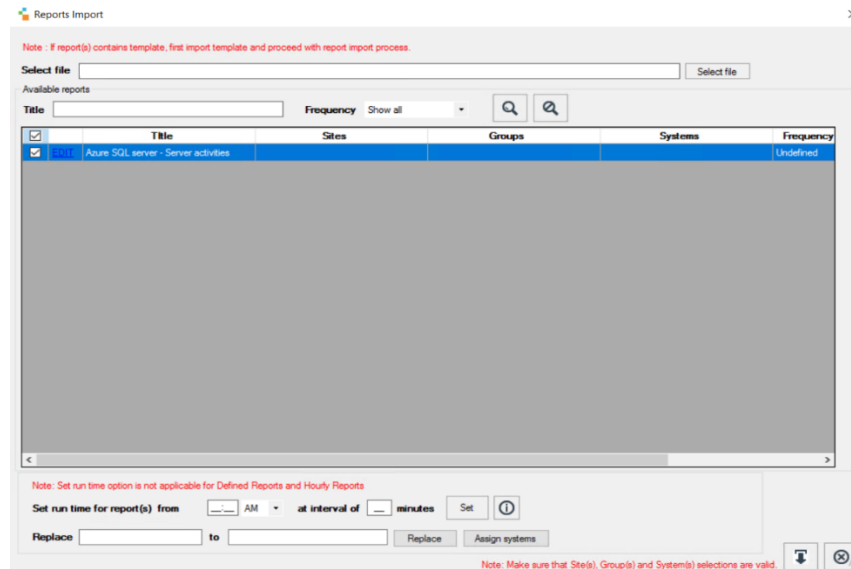 Reports Import
Note : If report(s) contains template, first import template and proceed with report import process.
Select file Select file
Available reports
Title Frequency Show all
Title Sites Groups Systems Frequency
EDIT Azure SQL server - Server activities Undefined
Note: Set run time option is not applicable for Defined Reports and Hourly Reports
Set run time for report(s) from __:__ AM at interval of __ minutes Set
Replace to Replace Assign systems
Note: Make sure that Site(s), Group(s) and System(s) selections are valid.